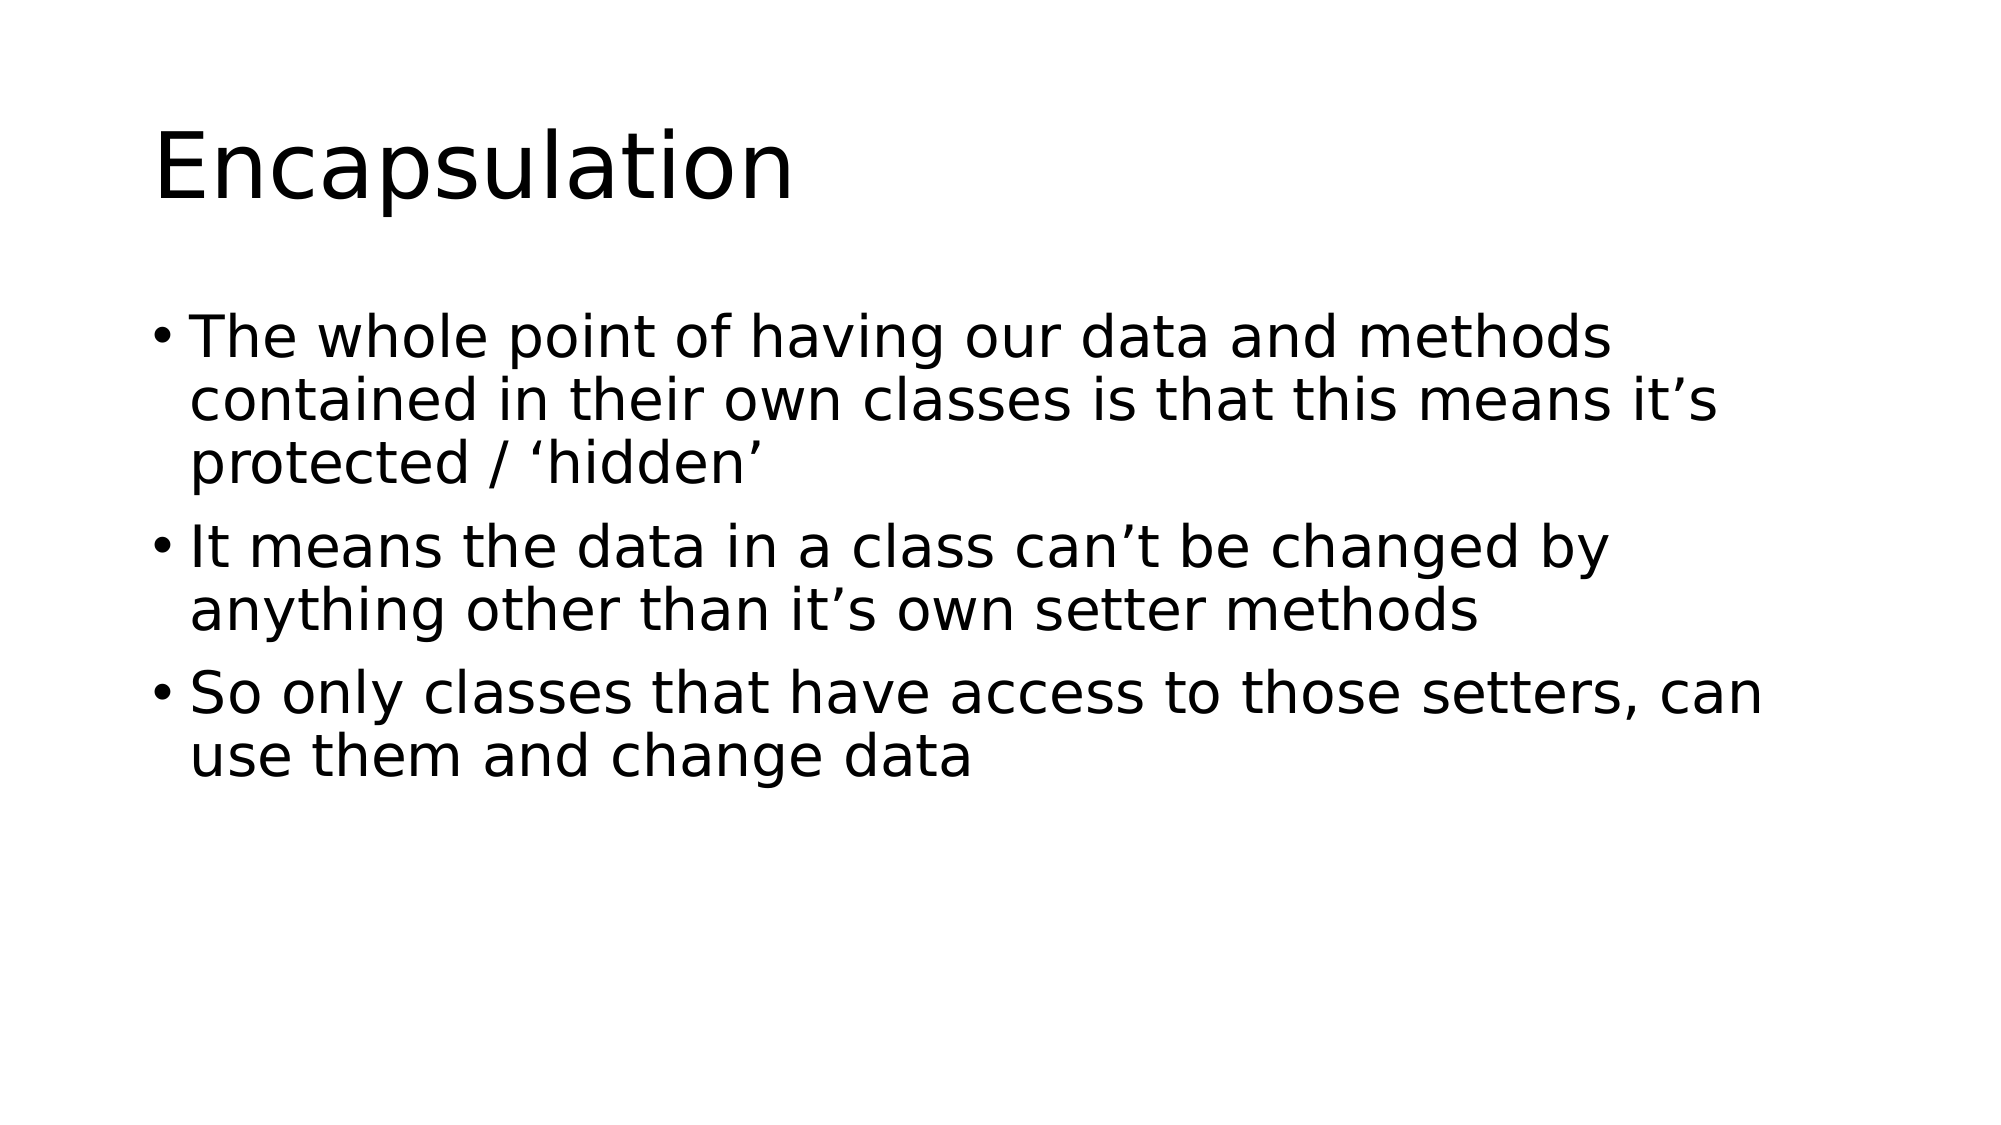 Encapsulation
• The whole point of having our data and methods
contained in their own classes is that this means it’s
protected / ‘hidden’
• It means the data in a class can’t be changed by
anything other than it’s own setter methods
• So only classes that have access to those setters, can
use them and change data